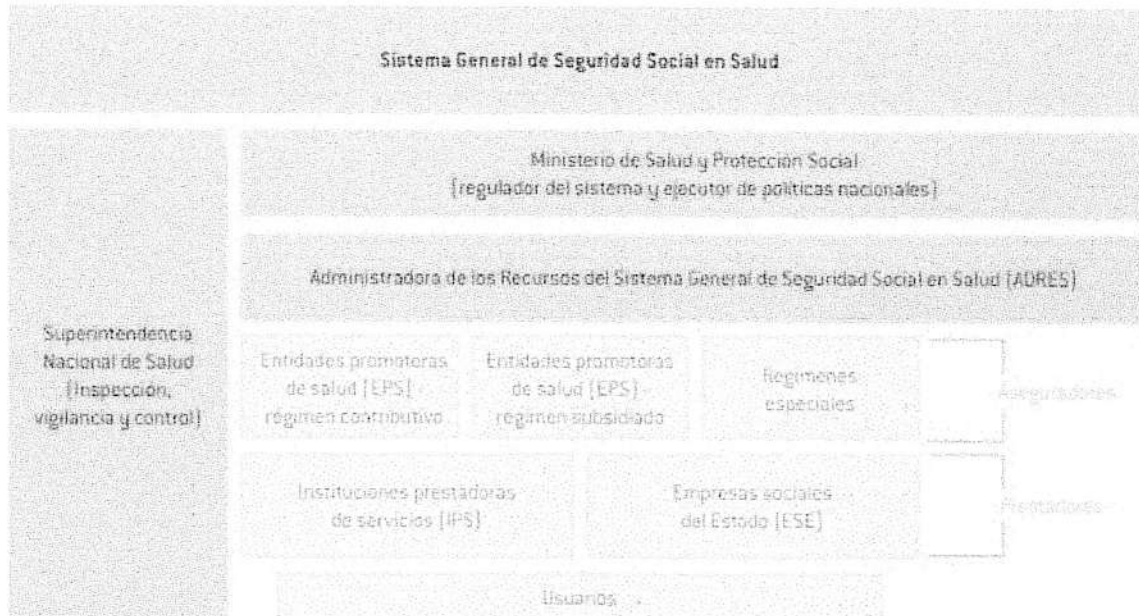 Sistema General de Seguridad Social en Salud
Ministerio de Salud y Protección Social
[regulador del sistema y ejecutor de políticas nacionales]
Administradora de los Recursos del Sistema General de Seguridad Social en Salud [ADRES]
Superintendencia
Nacional de Salud
[Inspección,
vigilancia y control]
Entidades promotoras
de salud [EPS] -
régimen contributivo
Entidades promotoras
de salud [EPS] -
régimen subsidiado
Regímenes
especiales
Aseguradores
Instituciones prestadoras
de servicios [IPS]
Empresas sociales
del Estado [ESE]
Prestadores
Usuarios